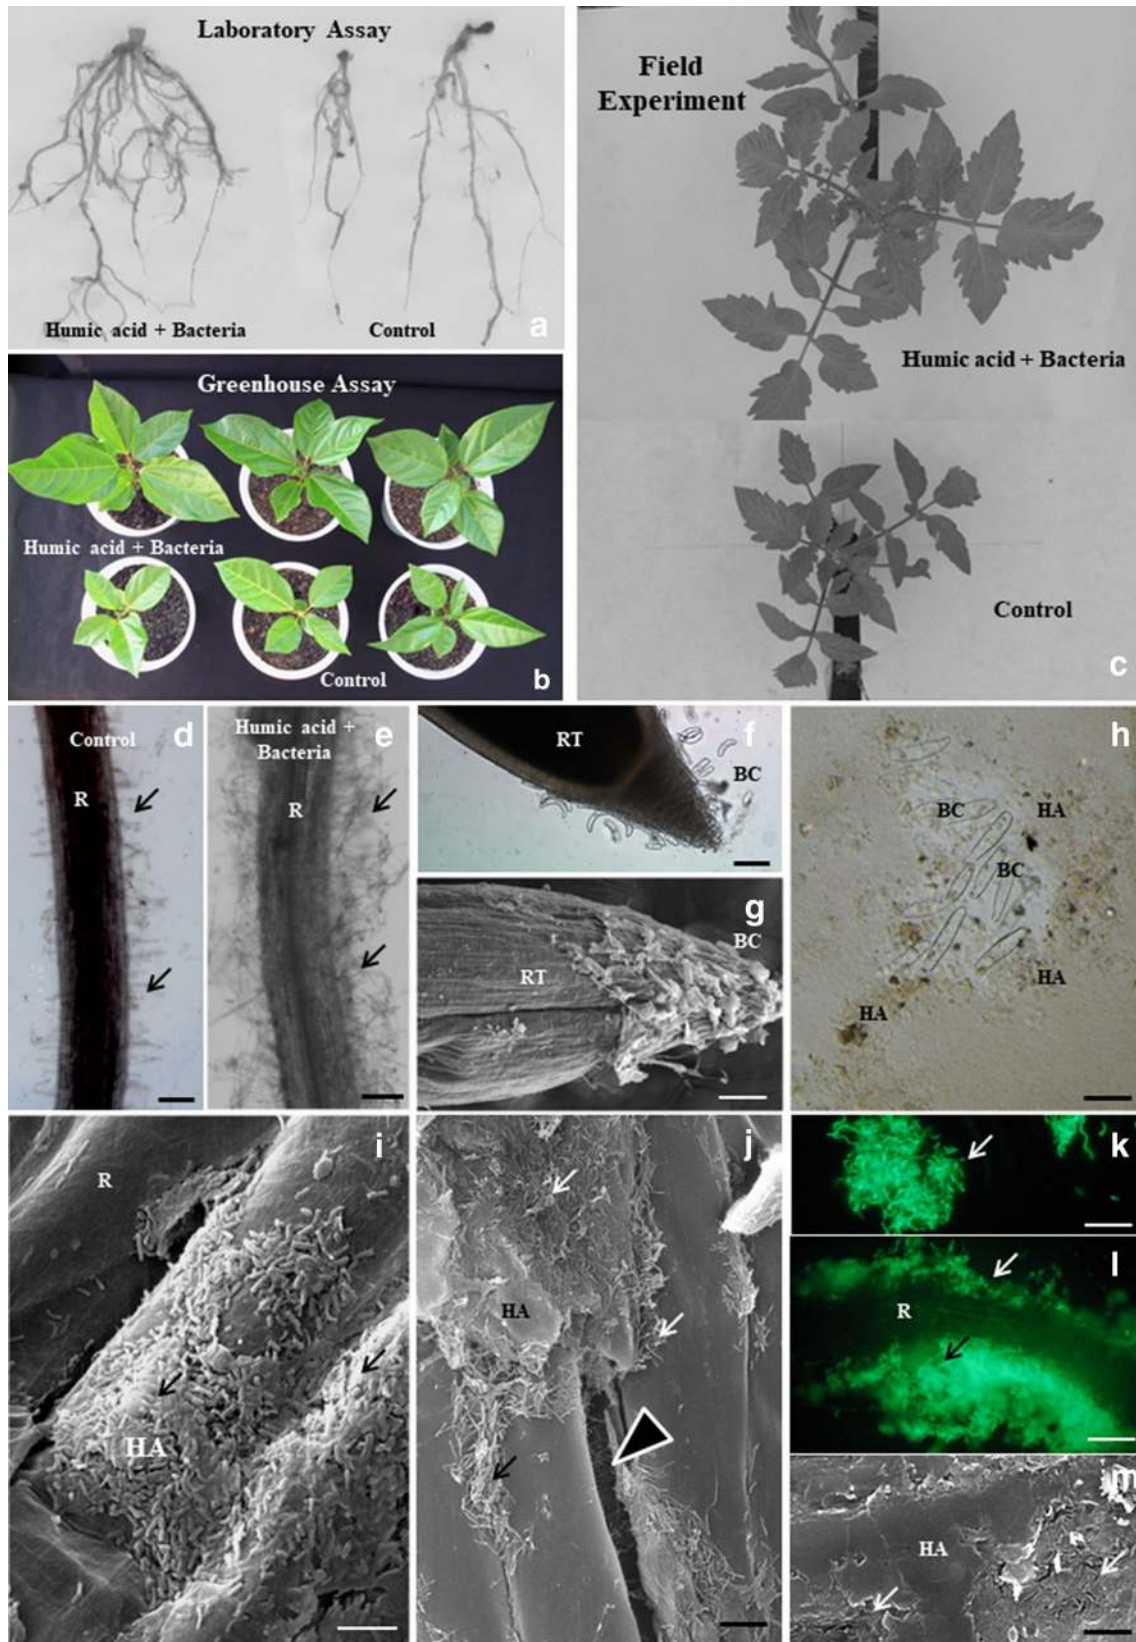 Laboratory Assay
Humic acid + Bacteria
Control
a
Greenhouse Assay
Humic acid + Bacteria
Control
b
Field
Experiment
Humic acid + Bacteria
Control
c
Control
d
R
Humic acid +
Bacteria
e
R
RT
f
BC
g
BC
RT
h
BC
HA
BC
HA
HA
i
R
HA
j
HA
k
l
R
m
HA